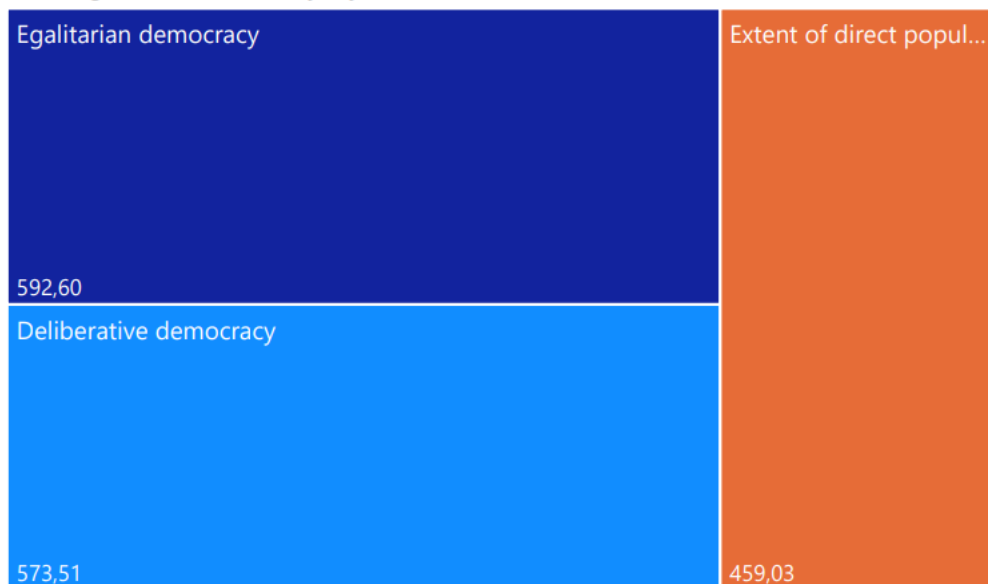 Egalitarian democracy
592,60
Deliberative democracy
573,51
Extent of direct popul...
459,03